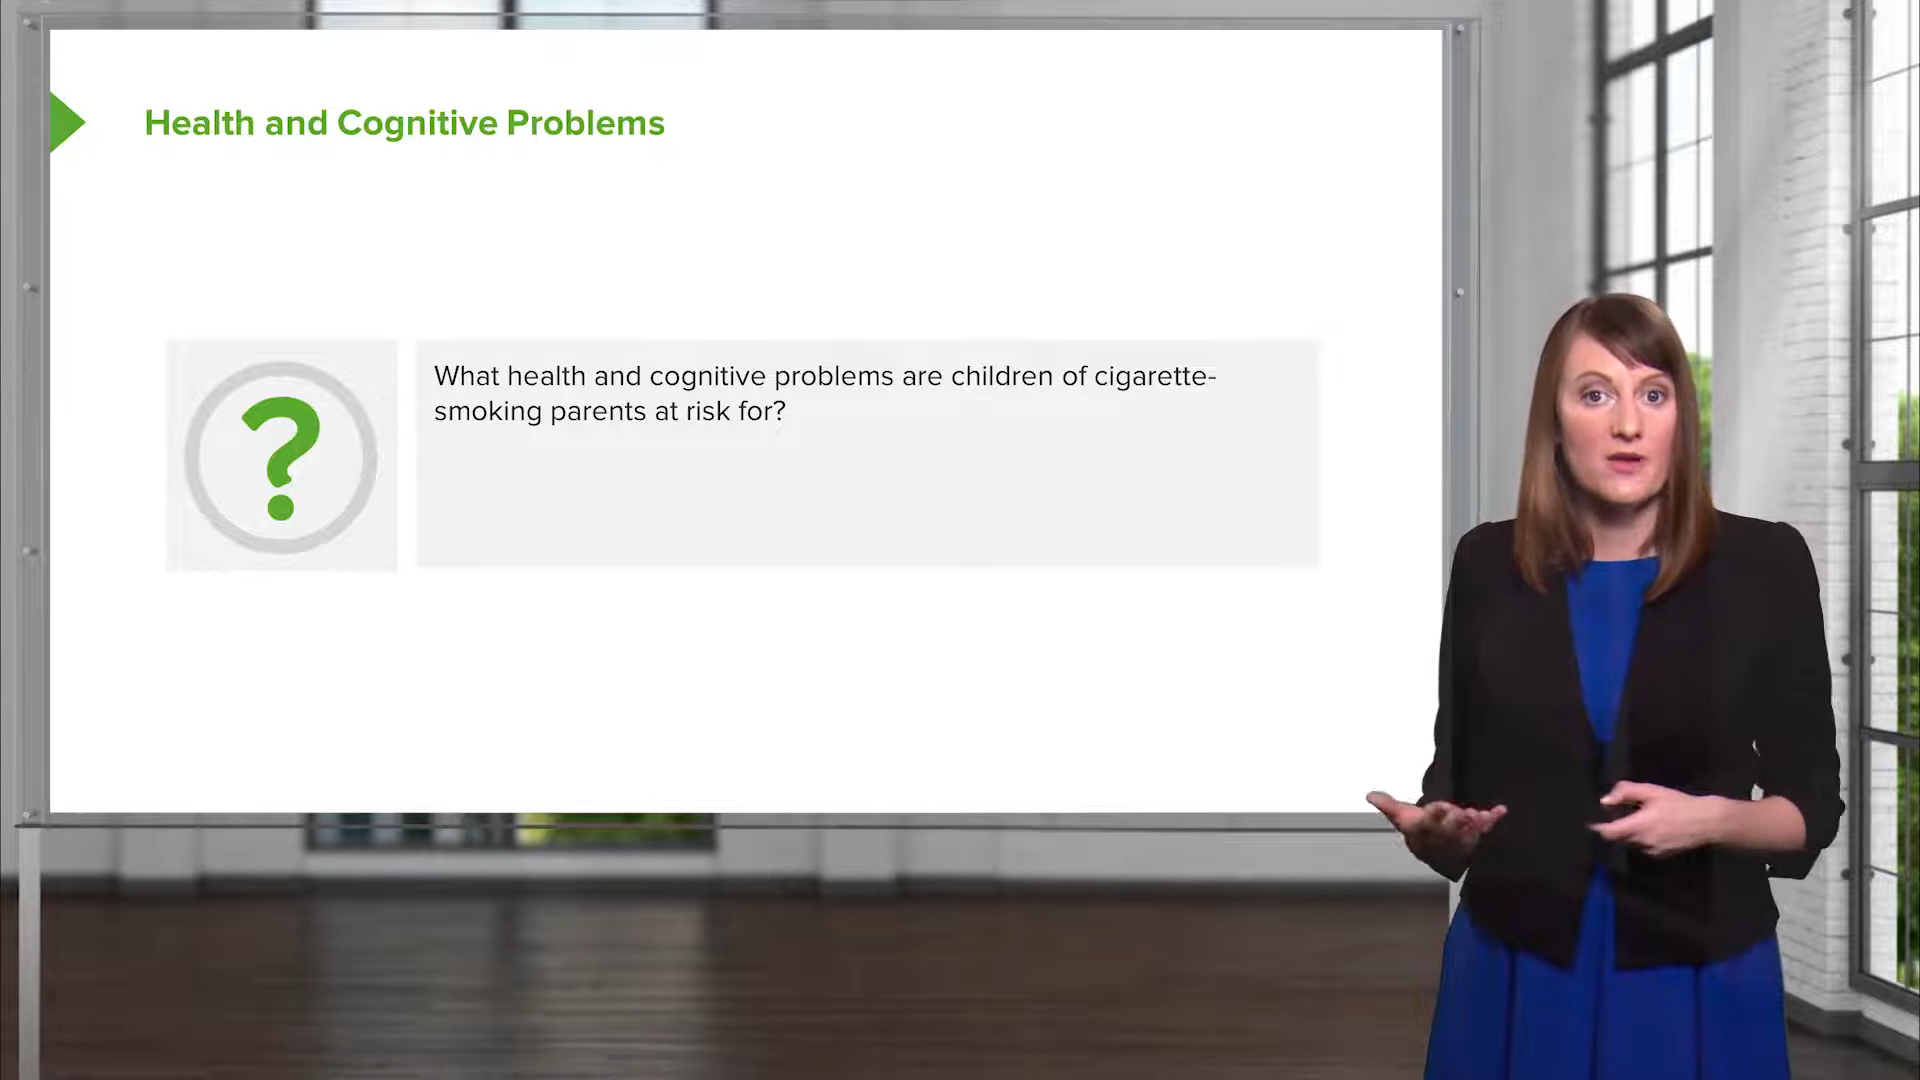 Health and Cognitive Problems
What health and cognitive problems are children of cigarette-
smoking parents at risk for?